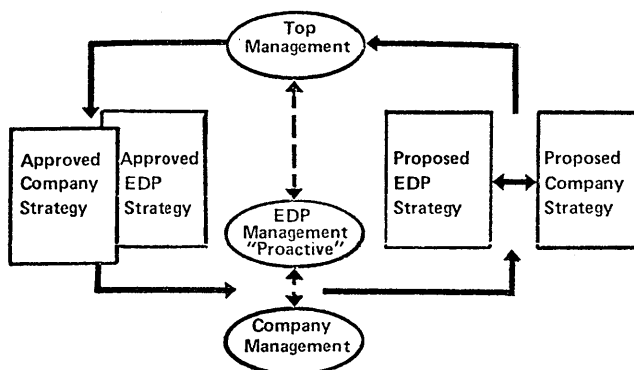 Top
Management
Approved
Company
Strategy
Approved
EDP
Strategy
EDP
Management
“Proactive”
Proposed
EDP
Strategy
Proposed
Company
Strategy
Company
Management